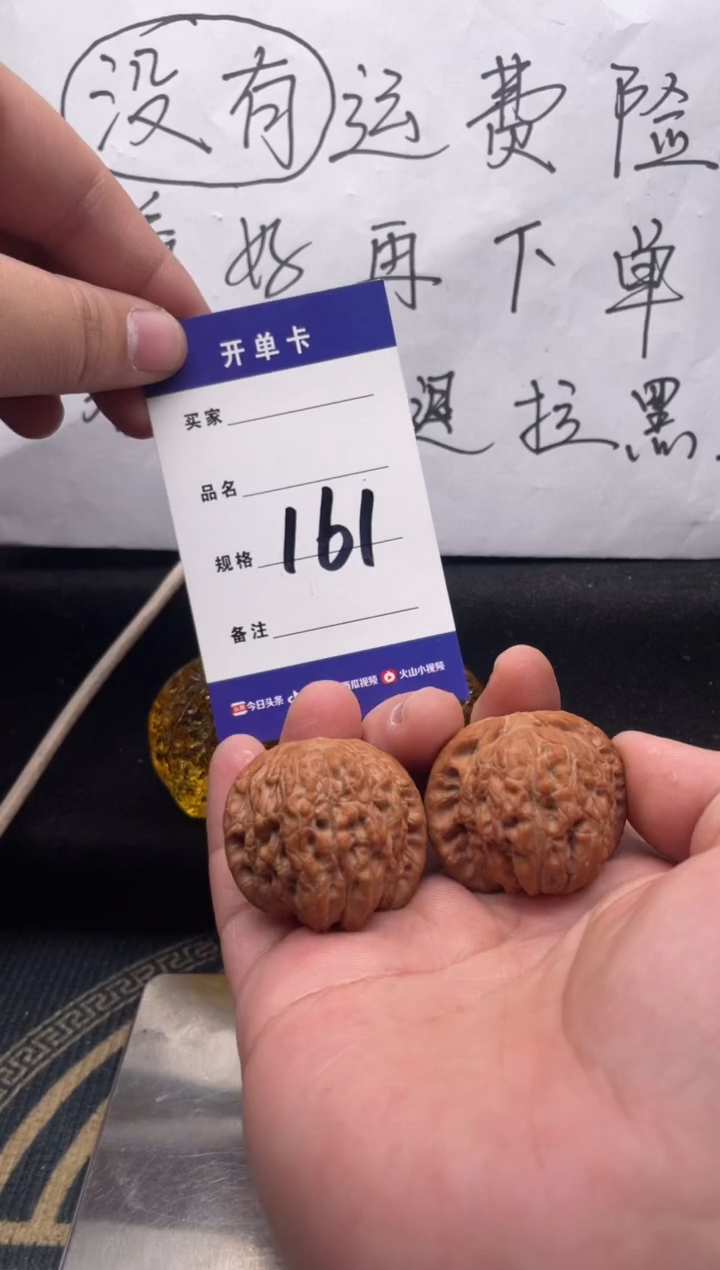 没有运费险
好再下单
退拉黑
开单卡
买家
品名
规格 161
备注
今日头条 西瓜视频 火山小视频